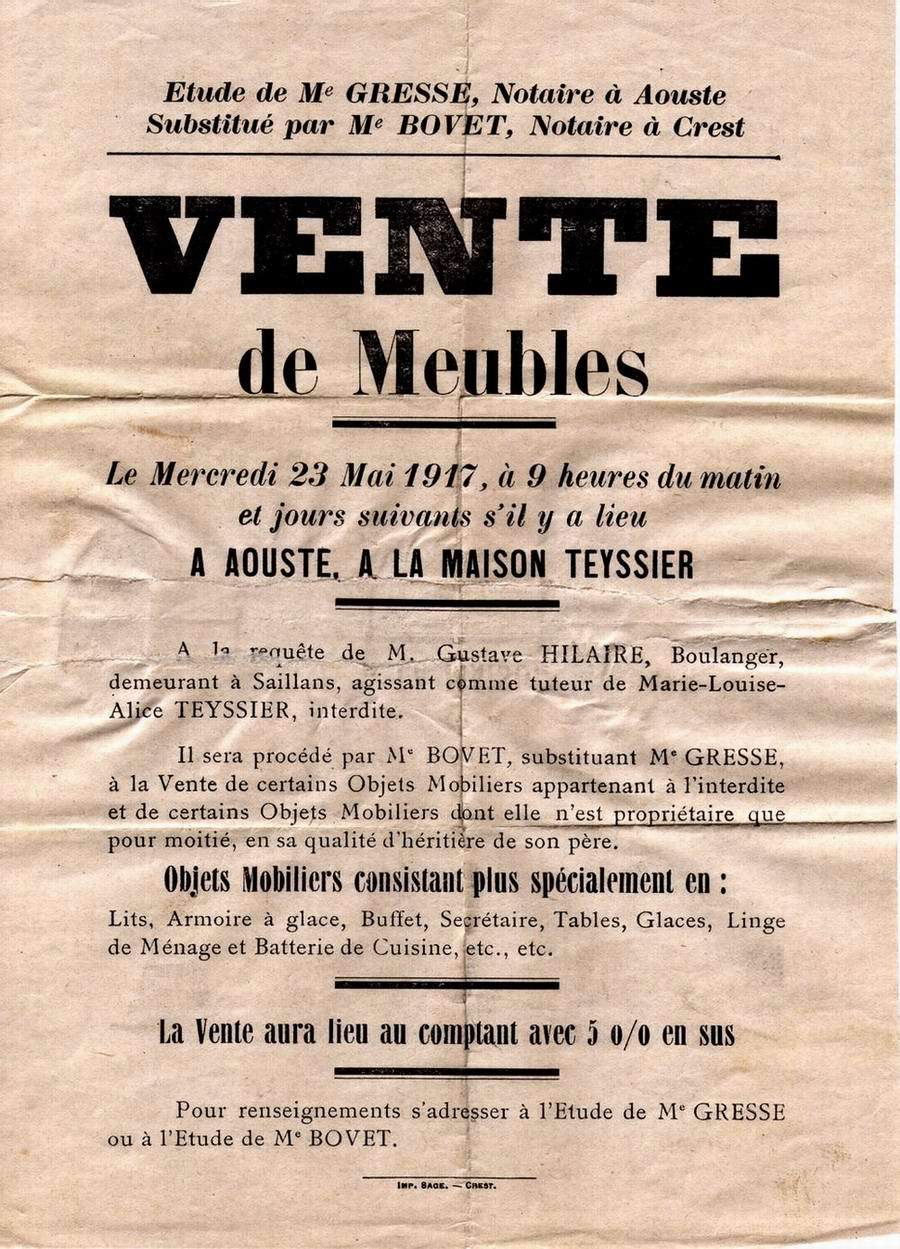 Etude de Me GRESSE, Notaire à Aouste
Substitué par Me BOVET, Notaire à Crest
VENTE
de Meubles
Le Mercredi 23 Mai 1917, à 9 heures du matin
et jours suivants s'il y a lieu
A AOUSTE, A LA MAISON TEYSSIER
A la requête de M. Gustave HILAIRE, Boulanger,
demeurant à Saillans, agissant comme tuteur de Marie-Louise-
Alice TEYSSIER, interdite.
Il sera procédé par Me BOVET, substituant Me GRESSE,
à la Vente de certains Objets Mobiliers appartenant à l'interdite
et de certains Objets Mobiliers dont elle n'est propriétaire que
pour moitié, en sa qualité d'héritière de son père.
Objets Mobiliers consistant plus spécialement en :
Lits, Armoire à glace, Buffet, Secrétaire, Tables, Glaces, Linge
de Ménage et Batterie de Cuisine, etc., etc.
La Vente aura lieu au comptant avec 5 o/o en sus
Pour renseignements s'adresser à l'Etude de Me GRESSE
ou à l'Etude de Me BOVET.
IMP. SAGE. — CREST.